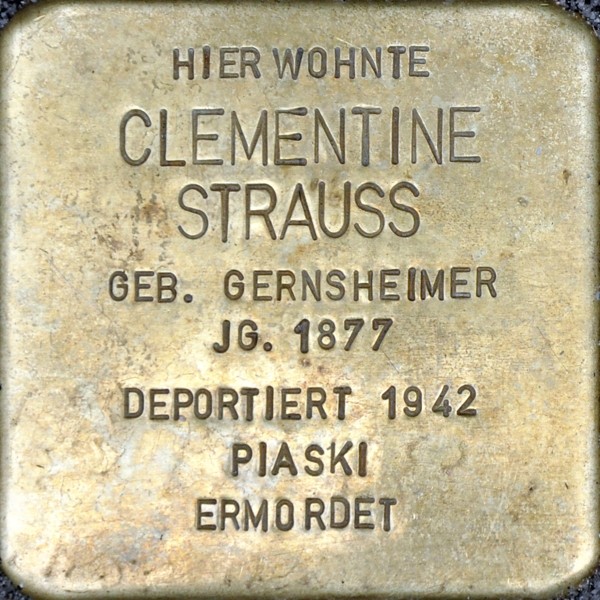 HIER WOHNTE
CLEMENTINE
STRAUSS
GEB. GERNSHEIMER
JG. 1877
DEPORTIERT 1942
PIASKI
ERMORDET